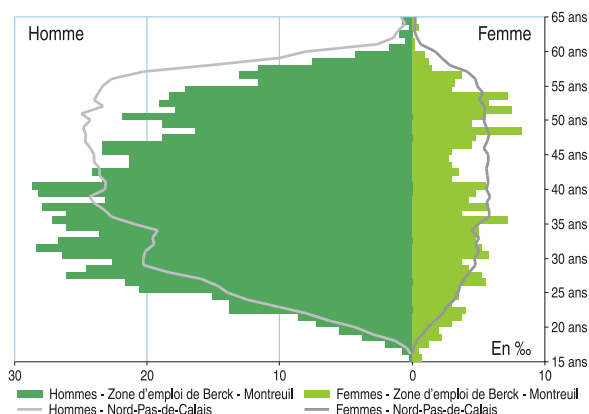 Homme
Femme
65 ans
60 ans
55 ans
50 ans
45 ans
40 ans
35 ans
30 ans
25 ans
20 ans
15 ans
En ‰
30
20
10
0
10
Hommes - Zone d'emploi de Berck - Montreuil
Femmes - Zone d'emploi de Berck - Montreuil
Hommes - Nord-Pas-de-Calais
Femmes - Nord-Pas-de-Calais